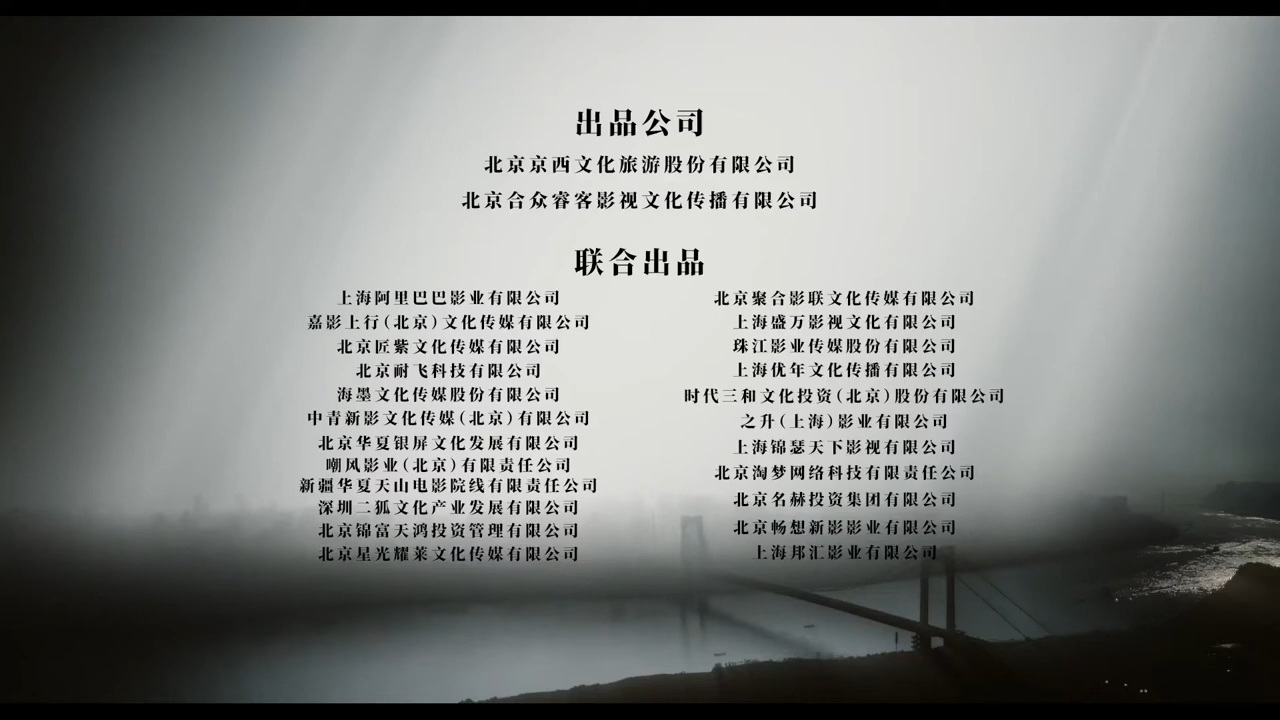 出品公司
北京京西文化旅游股份有限公司
北京合众睿客影视文化传播有限公司
联合出品
上海阿里巴巴影业有限公司
嘉影上行(北京)文化传媒有限公司
北京匠紫文化传媒有限公司
北京耐飞科技有限公司
海墨文化传媒股份有限公司
中青新影文化传媒(北京)有限公司
北京华夏银屏文化发展有限公司
嘲风影业(北京)有限责任公司
新疆华夏天山电影院线有限责任公司
深圳二狐文化产业发展有限公司
北京锦富天鸿投资管理有限公司
北京星光耀莱文化传媒有限公司
北京聚合影联文化传媒有限公司
上海盛万影视文化有限公司
珠江影业传媒股份有限公司
上海优年文化传播有限公司
时代三和文化投资(北京)股份有限公司
之升(上海)影业有限公司
上海锦瑟天下影视有限公司
北京淘梦网络科技有限责任公司
北京名赫投资集团有限公司
北京畅想新影影业有限公司
上海邦汇影业有限公司